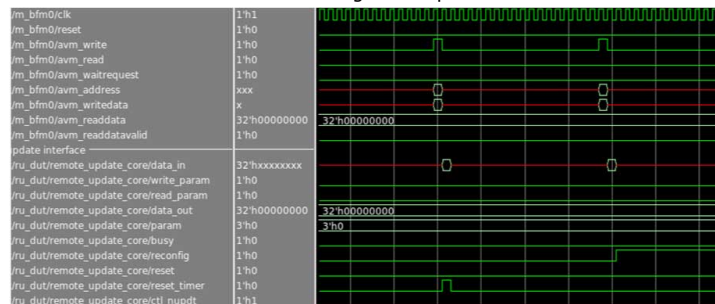 /m_bfm0/clk 1'h1
/m_bfm0/reset 1'h0
/m_bfm0/avm_write 1'h0
/m_bfm0/avm_read 1'h0
/m_bfm0/avm_waitrequest 1'h0
/m_bfm0/avm_address xxx
/m_bfm0/avm_writedata x
/m_bfm0/avm_readdata 32'h00000000 32'h00000000
/m_bfm0/avm_readdatavalid 1'h0
pdate interface
/ru_dut/remote_update_core/data_in 32'hxxxxxxxx
/ru_dut/remote_update_core/write_param 1'h0
/ru_dut/remote_update_core/read_param 1'h0
/ru_dut/remote_update_core/data_out 32'h00000000 32'h00000000
/ru_dut/remote_update_core/param 3'h0 3'h0
/ru_dut/remote_update_core/busy 1'h0
/ru_dut/remote_update_core/reconfig 1'h0
/ru_dut/remote_update_core/reset 1'h0
/ru_dut/remote_update_core/reset_timer 1'h0
/ru_dut/remote_update_core/ctl_nupdt 1'h1